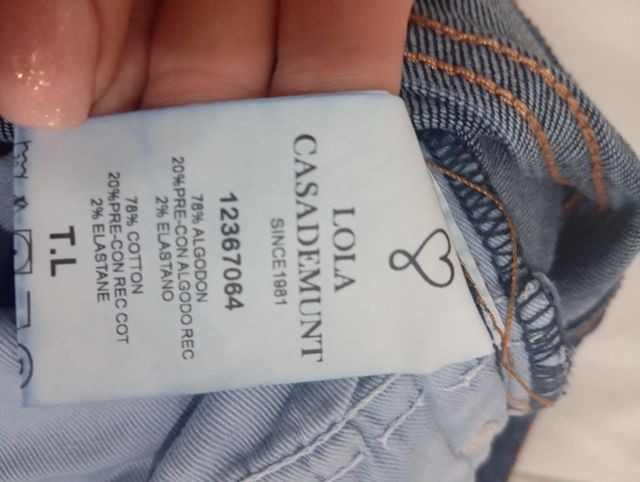 LOLA
CASADEMUNT
SINCE1981
12367064
78% ALGODON
20%PRE-CON ALGODO REC
2% ELASTANO
78% COTTON
20%PRE-CON REC COT
2% ELASTANE
T.L